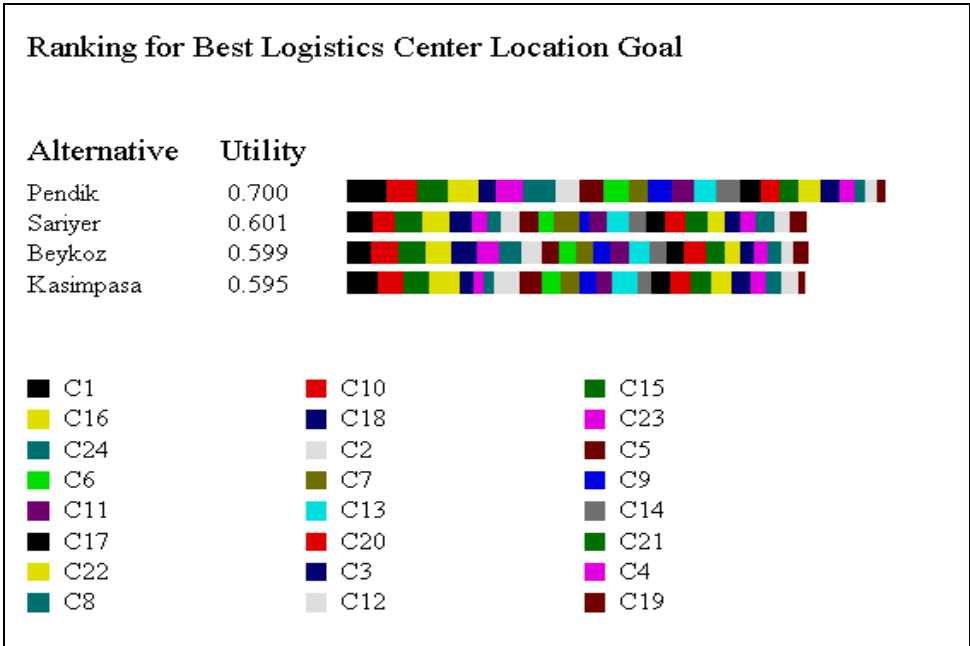 Ranking for Best Logistics Center Location Goal
Alternative Utility
Pendik 0.700
Sariyer 0.601
Beykoz 0.599
Kasimpasa 0.595
C1 C10 C15
C16 C18 C23
C24 C2 C5
C6 C7 C9
C11 C13 C14
C17 C20 C21
C22 C3 C4
C8 C12 C19